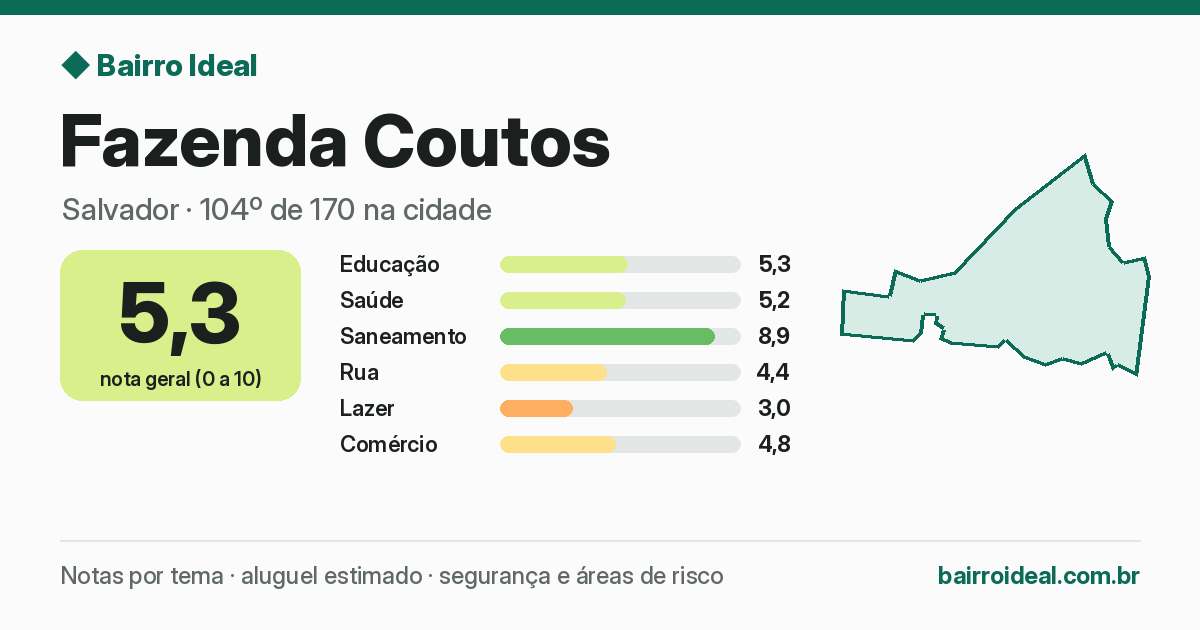 Bairro Ideal
Fazenda Coutos
Salvador · 104º de 170 na cidade
5,3
nota geral (0 a 10)
Educação 5,3
Saúde 5,2
Saneamento 8,9
Rua 4,4
Lazer 3,0
Comércio 4,8
Notas por tema · aluguel estimado · segurança e áreas de risco
bairroideal.com.br